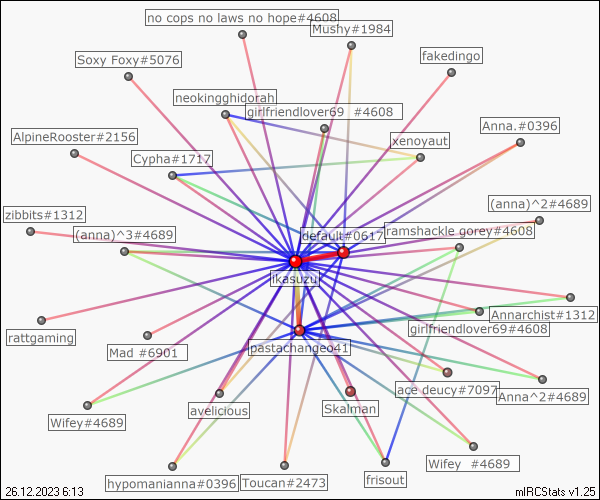 no cops no laws no hope#4608
Mushy#1984
fakedingo
Soxy Foxy#5076
neokingghidorah
girlfriendlover69 #4608
Anna.#0396
AlpineRooster#2156
xenoyaut
Cypha#1717
(anna)^2#4689
zibbits#1312
(anna)^3#4689
default#0617
ramshackle gorey#4608
ikasuzu
Annarchist#1312
girlfriendlover69#4608
rattgaming
Mad #6901
pastachangeo41
ace deucy#7097
Anna^2#4689
avelicious
Skalman
Wifey#4689
Wifey #4689
hypomanianna#0396
Toucan#2473
frisout
26.12.2023 6:13
mIRCStats v1.25